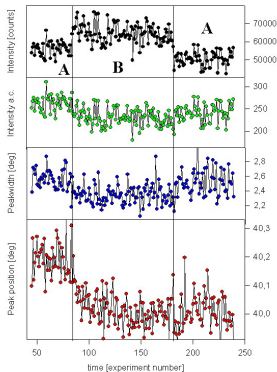 Intensity [counts]
70000
60000
50000
A
B
A
Intensity a.c.
300
250
200
Peakwidth [deg]
2,8
2,6
2,4
2,2
Peak position [deg]
40,3
40,2
40,1
40,0
50 100 150 200 250
time [experiment number]